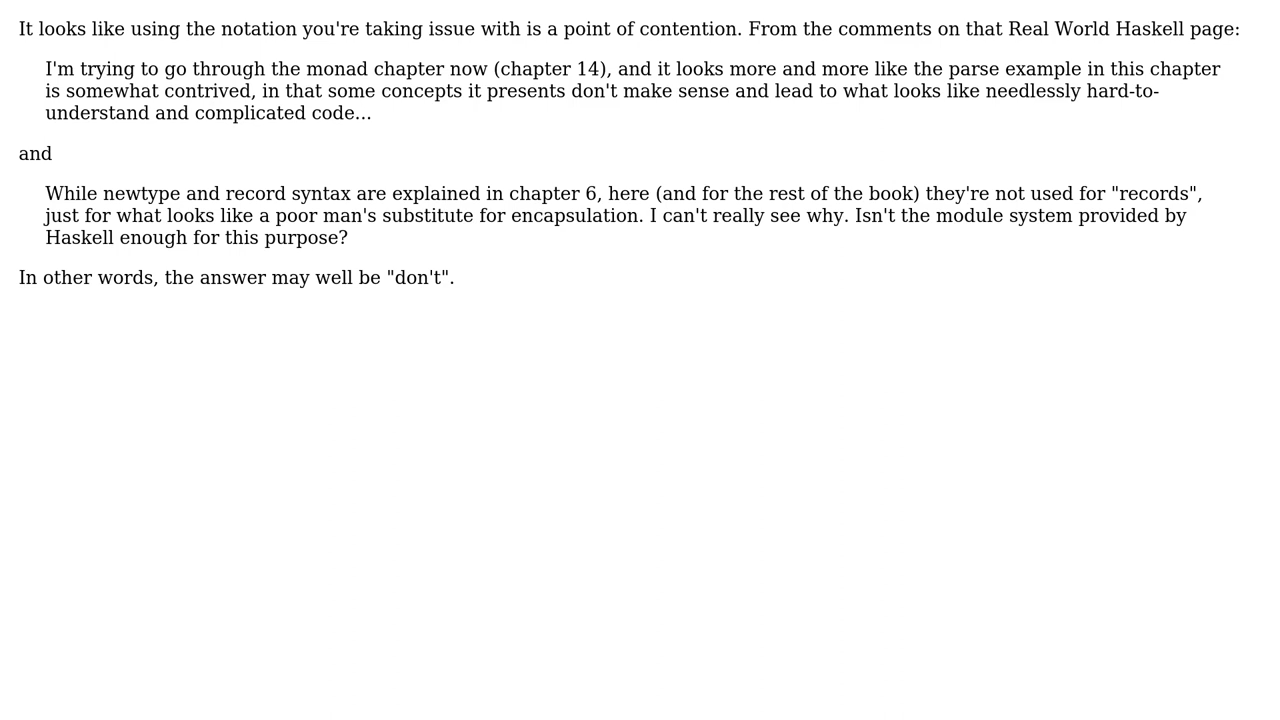 It looks like using the notation you're taking issue with is a point of contention. From the comments on that Real World Haskell page:
I'm trying to go through the monad chapter now (chapter 14), and it looks more and more like the parse example in this chapter
is somewhat contrived, in that some concepts it presents don't make sense and lead to what looks like needlessly hard-to-
understand and complicated code...
and
While newtype and record syntax are explained in chapter 6, here (and for the rest of the book) they're not used for "records",
just for what looks like a poor man's substitute for encapsulation. I can't really see why. Isn't the module system provided by
Haskell enough for this purpose?
In other words, the answer may well be "don't".